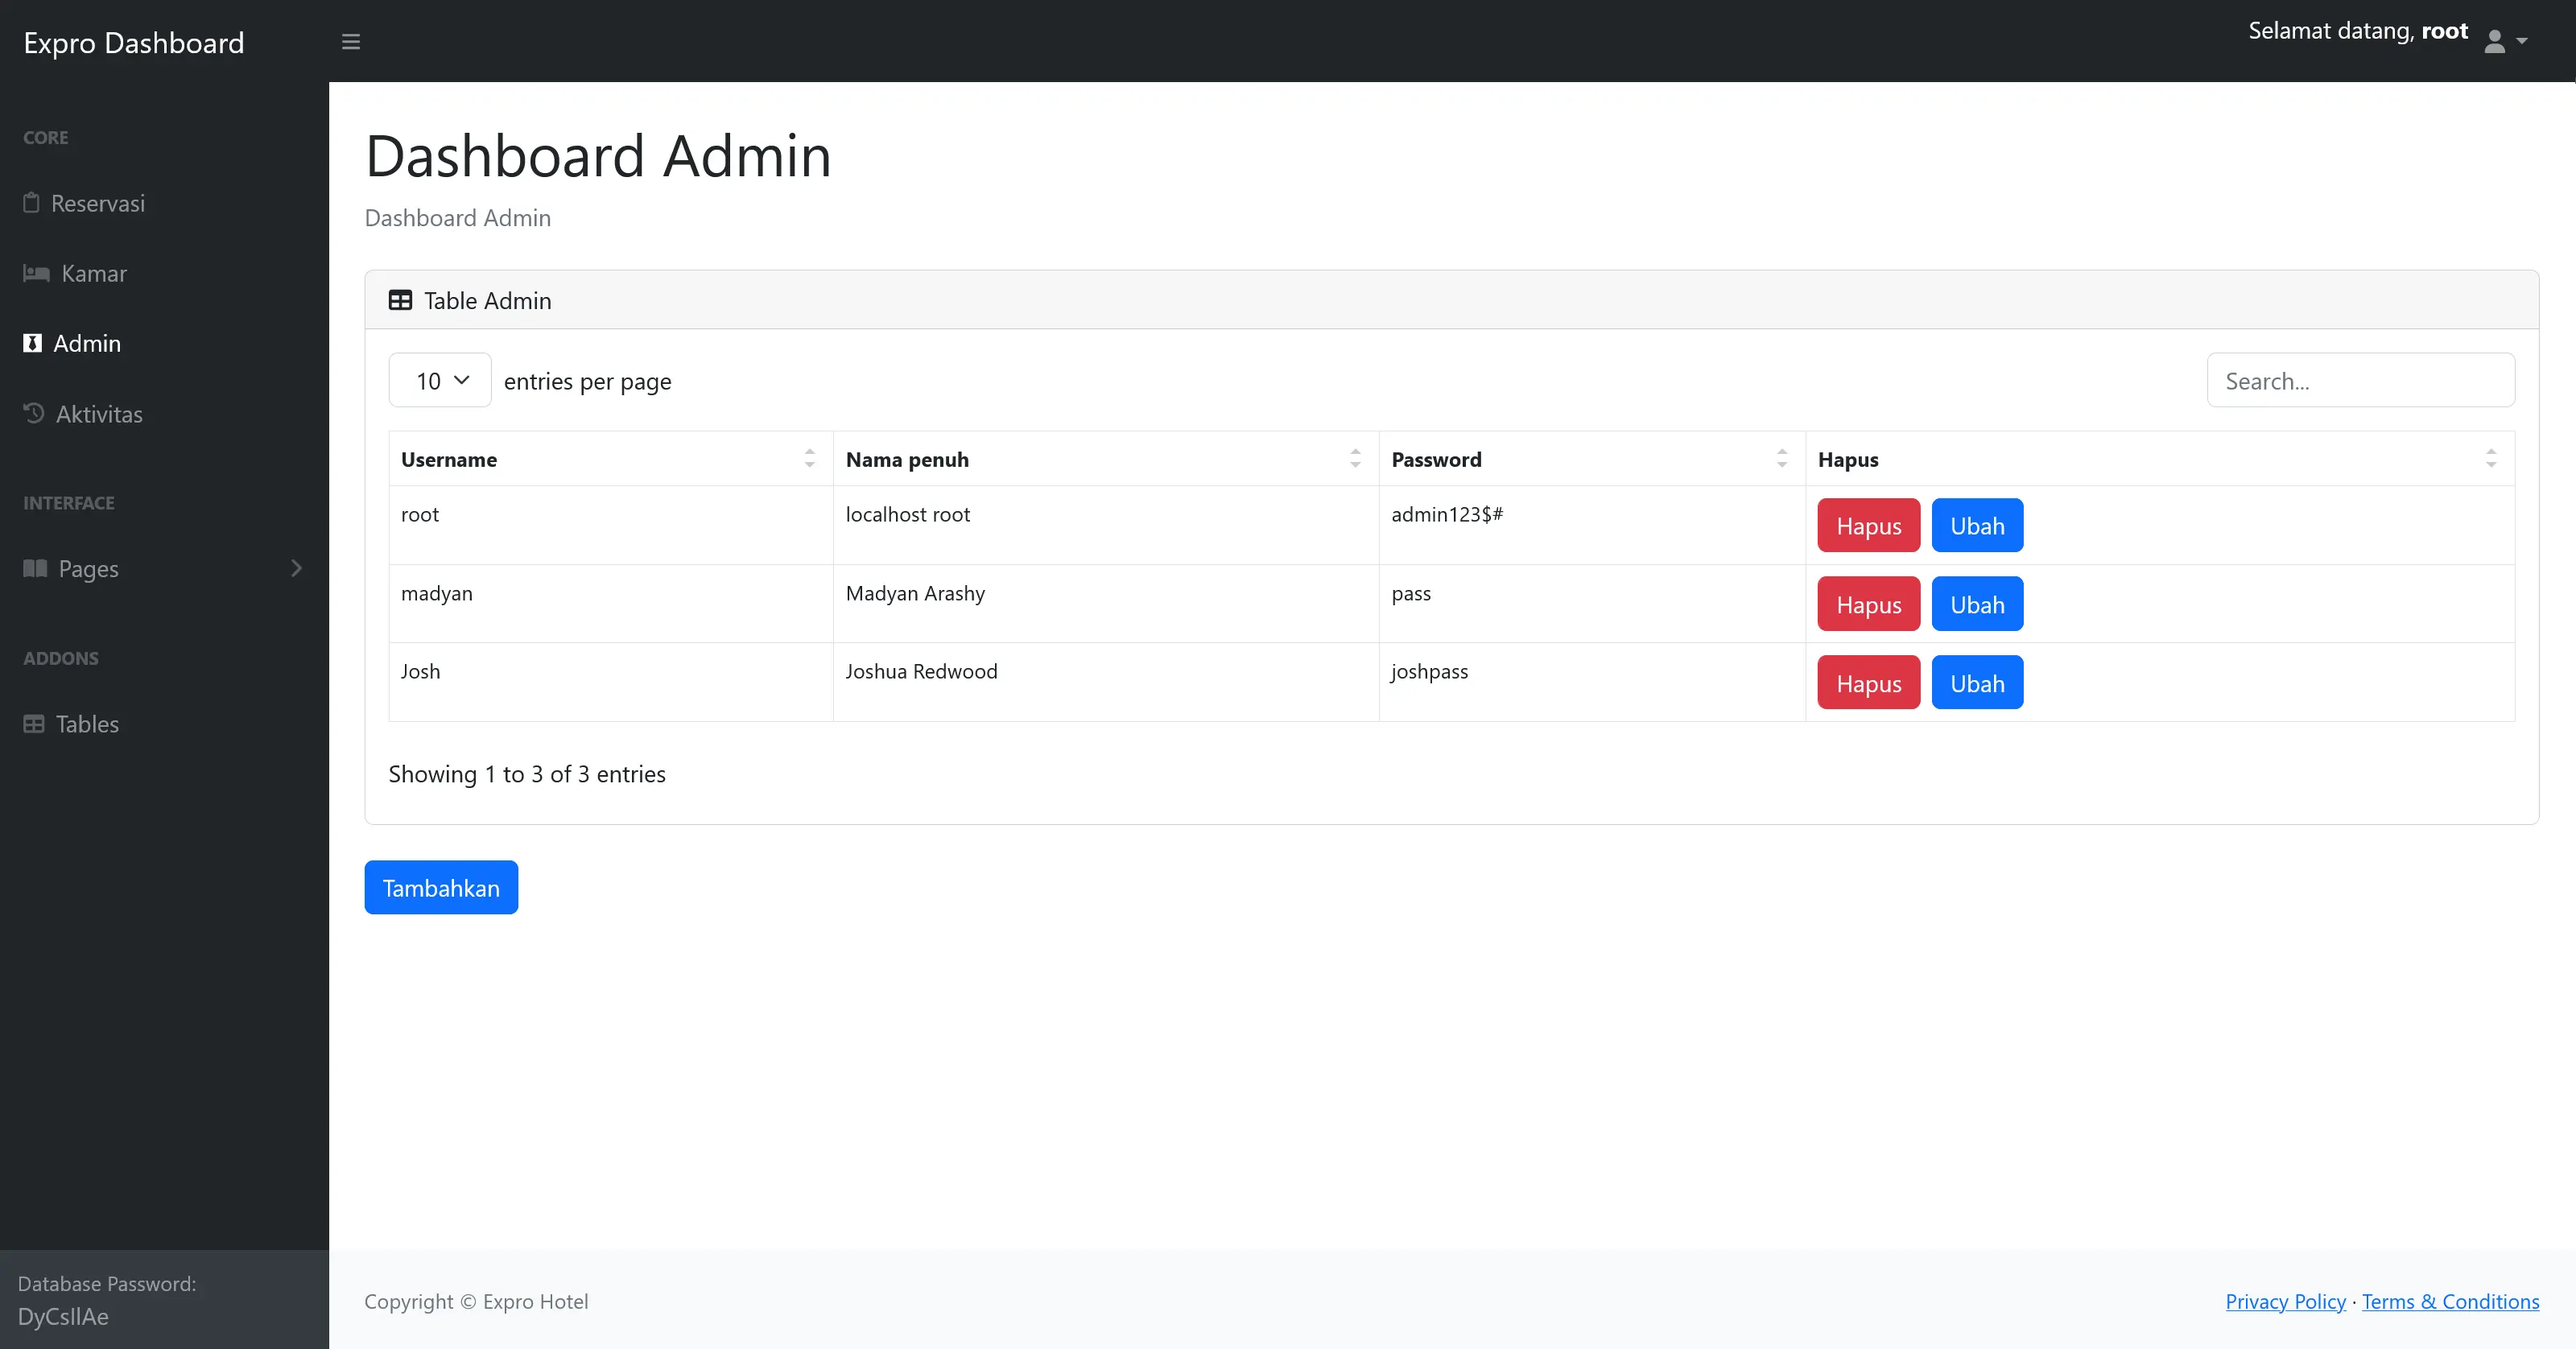 Expro Dashboard
Selamat datang, root
CORE
Reservasi
Kamar
Admin
Aktivitas
INTERFACE
Pages
ADDONS
Tables
Database Password:
Dashboard Admin
Dashboard Admin
Table Admin
10 entries per page
Search...
Username Nama penuh Password Hapus
root localhost root admin123$# Hapus Ubah
madyan Madyan Arashy pass Hapus Ubah
Josh Joshua Redwood joshpass Hapus Ubah
Showing 1 to 3 of 3 entries
Tambahkan
Copyright © Expro Hotel
Privacy Policy · Terms & Conditions